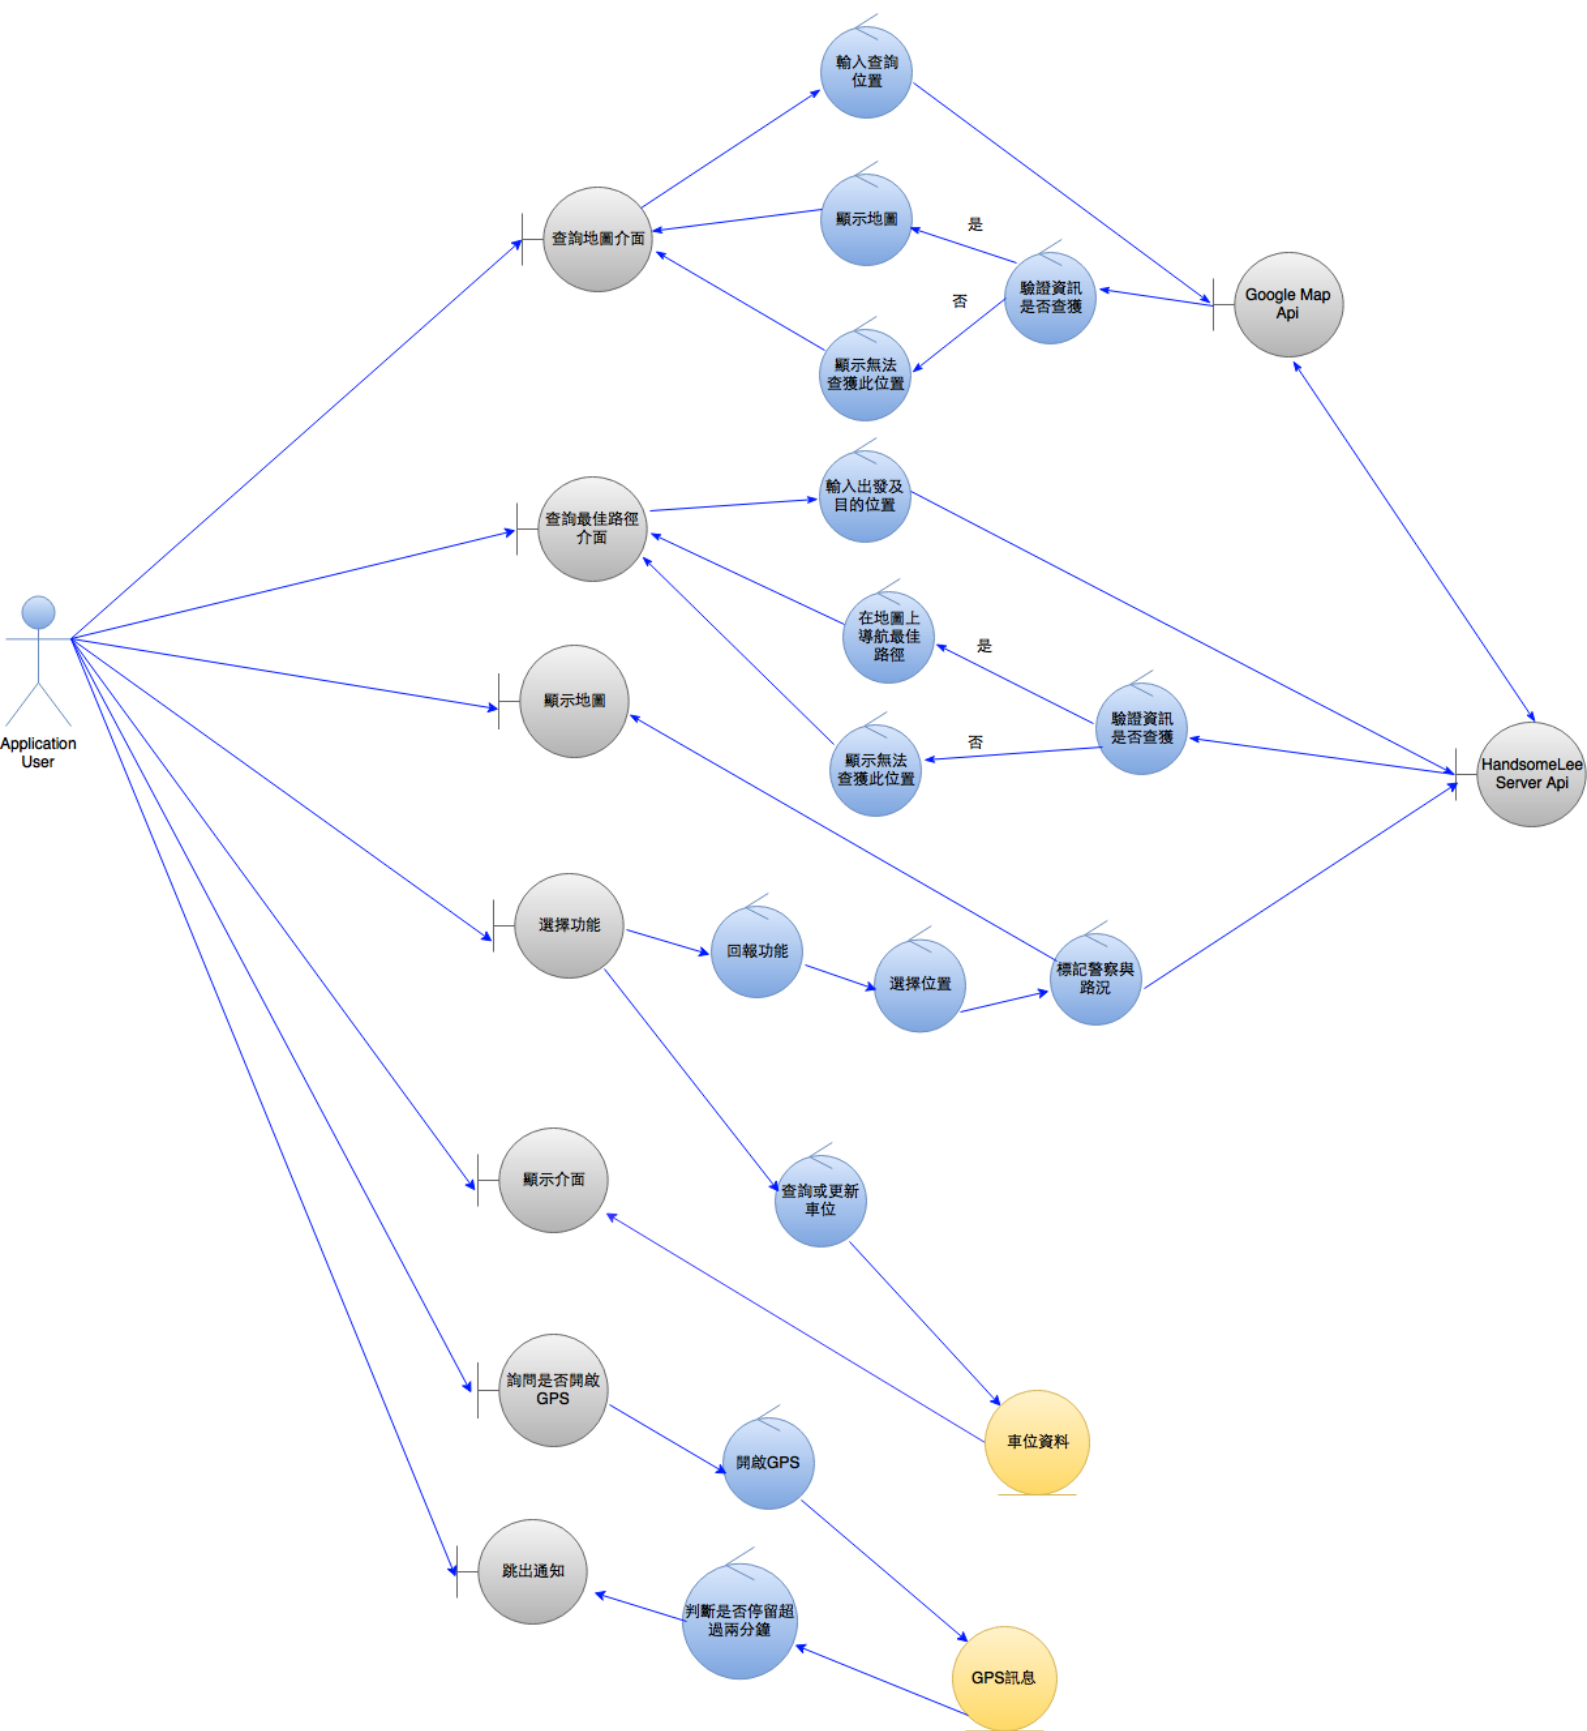 輸入查詢
位置
顯示地圖
是
查詢地圖介面
驗證資訊
是否查獲
否
Google Map
Api
顯示無法
查獲此位置
輸入出發及
目的位置
查詢最佳路徑
介面
在地圖上
導航最佳
路徑
是
顯示地圖
驗證資訊
是否查獲
否
Application
User
顯示無法
查獲此位置
HandsomeLee
Server Api
選擇功能
回報功能
選擇位置
標記警察與
路況
顯示介面
查詢或更新
車位
詢問是否開啟
GPS
開啟GPS
車位資料
跳出通知
判斷是否停留超
過兩分鐘
GPS訊息